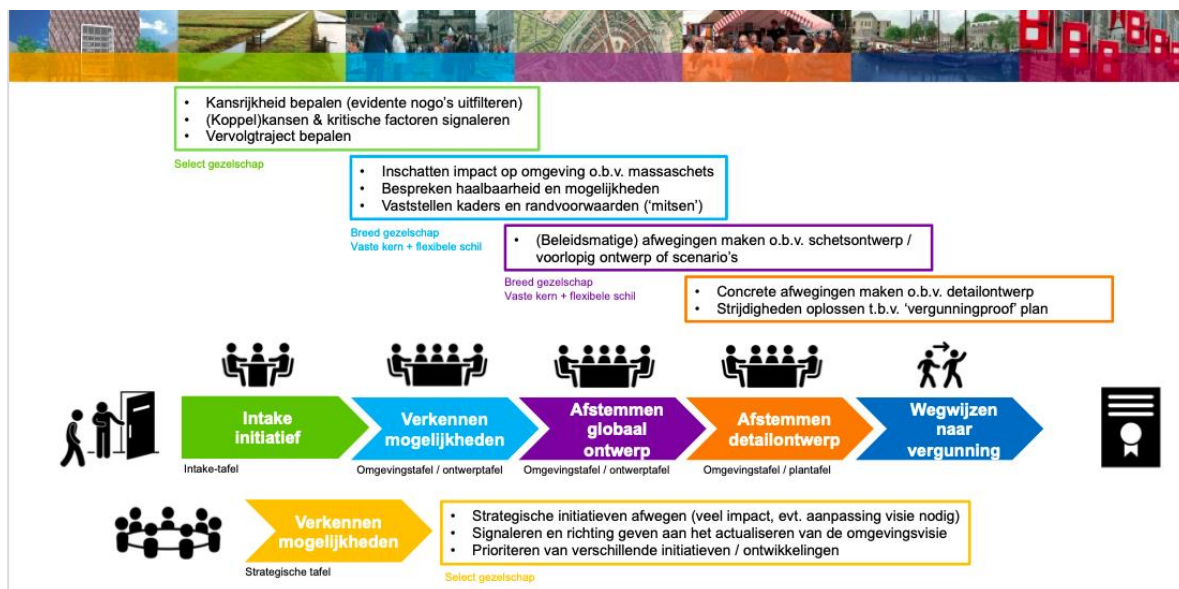 • Kansrijkheid bepalen (evidente nogo's uitfilteren)
• (Koppel)kansen & kritische factoren signaleren
• Vervolgtraject bepalen
Select gezelschap
• Inschatten impact op omgeving o.b.v. massaschets
• Bespreken haalbaarheid en mogelijkheden
• Vaststellen kaders en randvoorwaarden ('mitsen')
Breed gezelschap
Vaste kern + flexibele schil
• (Beleidsmatige) afwegingen maken o.b.v. schetsontwerp /
voorlopig ontwerp of scenario's
Breed gezelschap
Vaste kern + flexibele schil
• Concrete afwegingen maken o.b.v. detailontwerp
• Strijdigheden oplossen t.b.v. 'vergunningproof' plan
Intake
initiatief
Verkennen
mogelijkheden
Afstemmen
globaal
ontwerp
Afstemmen
detailontwerp
Wegwijzen
naar
vergunning
Intake-tafel
Omgevingstafel / ontwerptafel
Omgevingstafel / ontwerptafel
Omgevingstafel / plantafel
Verkennen
mogelijkheden
Strategische tafel
• Strategische initiatieven afwegen (veel impact, evt. aanpassing visie nodig)
• Signaleren en richting geven aan het actualiseren van de omgevingsvisie
• Prioriteren van verschillende initiatieven / ontwikkelingen
Select gezelschap